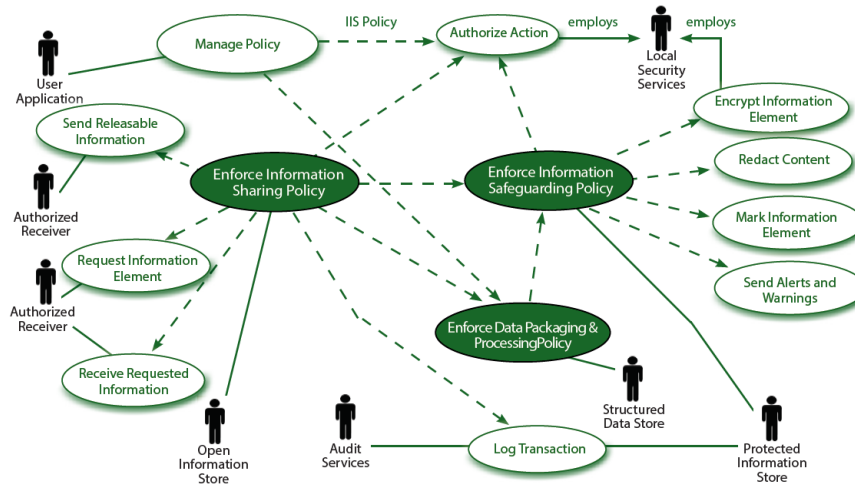 IIS Policy
employs
employs
Manage Policy
Authorize Action
User
Application
Local
Security
Services
Send Releasable
Information
Encrypt Information
Element
Enforce Information
Sharing Policy
Enforce Information
Safeguarding Policy
Redact Content
Authorized
Receiver
Mark Information
Element
Request Information
Element
Send Alerts and
Warnings
Authorized
Receiver
Enforce Data Packaging &
ProcessingPolicy
Receive Requested
Information
Structured
Data Store
Open
Information
Store
Audit
Services
Log Transaction
Protected
Information
Store